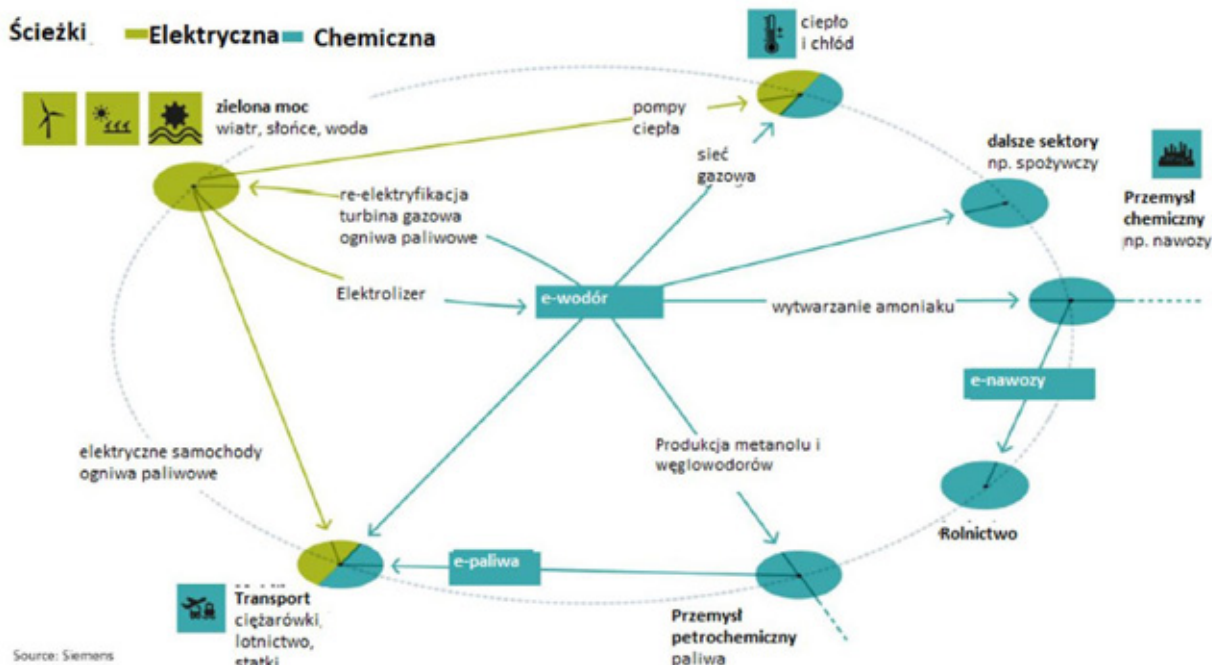 Ścieżki Elektryczna Chemiczna
ciepło
i chłód
zielona moc
wiatr, słońce, woda
pompy
ciepła
sieć
gazowa
dalsze sektory
np. spożywczy
Przemysł
chemiczny
np. nawozy
re-elektryfikacja
turbina gazowa
ogniwa paliwowe
Elektrolizer
e-wodór
wytwarzanie amoniaku
e-nawozy
elektryczne samochody
ogniwa paliwowe
Produkcja metanolu i
węglowodorów
Rolnictwo
e-paliwa
Transport
ciężarówki,
lotnictwo,
statki
Przemysł
petrochemiczny
paliwa
Source: Siemens